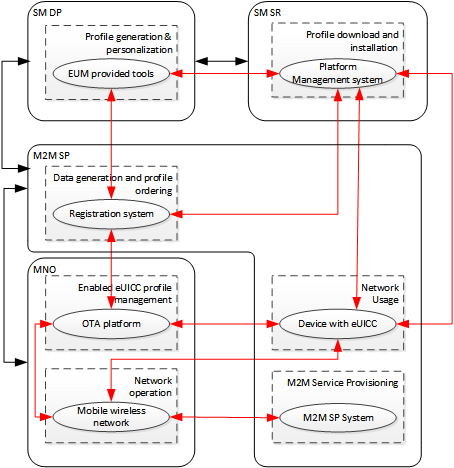 SM DP
Profile generation &
personalization
EUM provided tools
SM SR
Profile download and
installation
Platform
Management system
M2M SP
Data generation and profile
ordering
Registration system
MNO
Enabled eUICC profile
management
OTA platform
Network
Usage
Device with eUICC
Network
operation
Mobile wireless
network
M2M Service Provisioning
M2M SP System